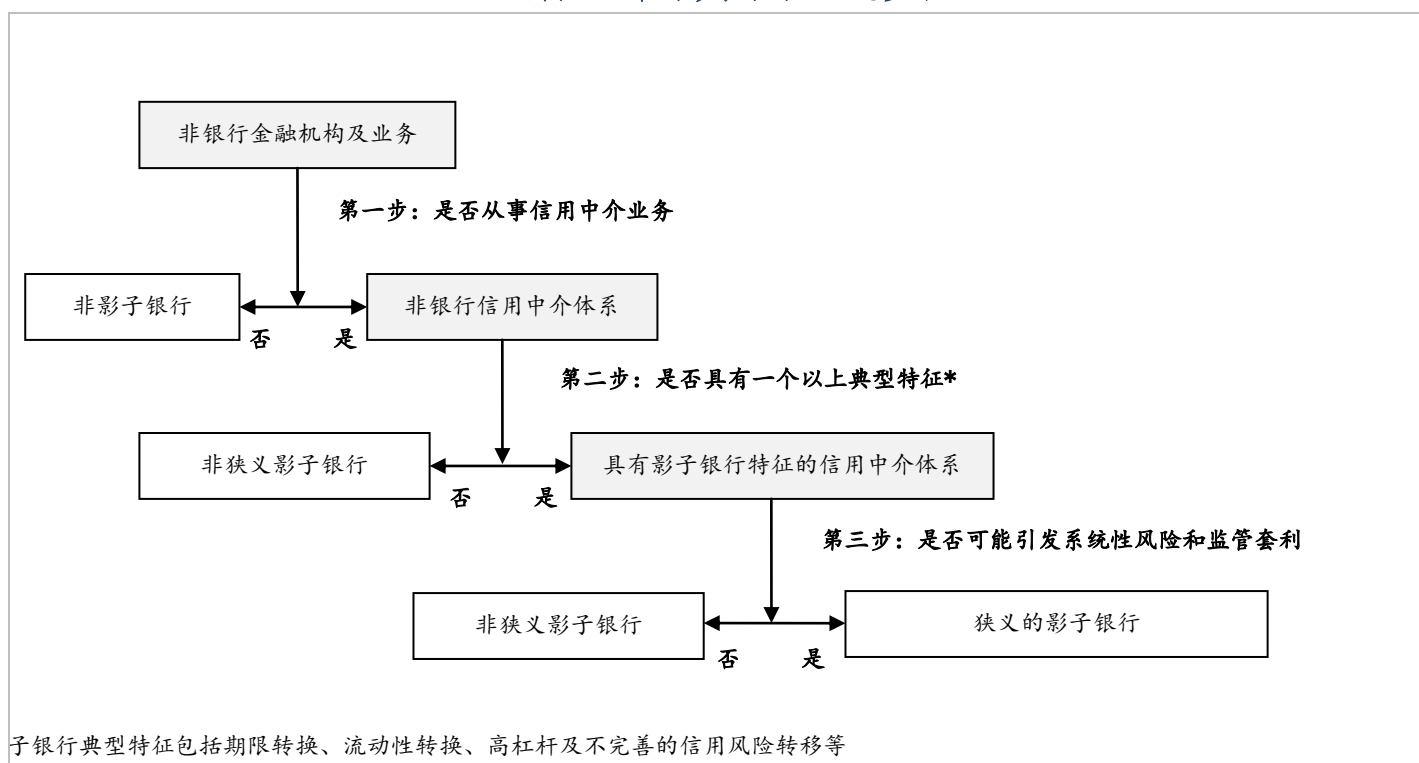 非银行金融机构及业务
第一步：是否从事信用中介业务
非影子银行
非银行信用中介体系
否
是
第二步：是否具有一个以上典型特征*
非狭义影子银行
具有影子银行特征的信用中介体系
否
是
第三步：是否可能引发系统性风险和监管套利
非狭义影子银行
狭义的影子银行
否
是
子银行典型特征包括期限转换、流动性转换、高杠杆及不完善的信用风险转移等